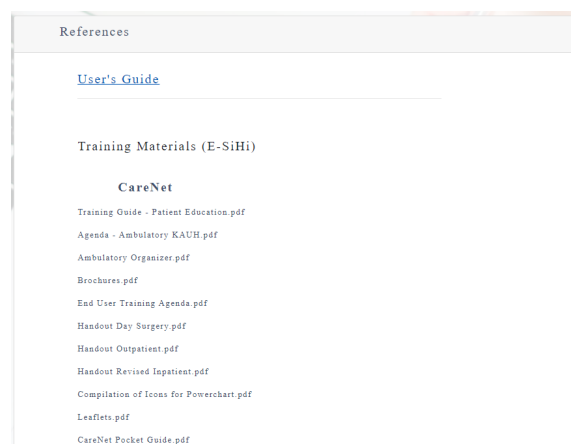 References
User's Guide
Training Materials (E-SiHi)
CareNet
Training Guide - Patient Education.pdf
Agenda - Ambulatory KAUH.pdf
Ambulatory Organizer.pdf
Brochures.pdf
End User Training Agenda.pdf
Handout Day Surgery.pdf
Handout Outpatient.pdf
Handout Revised Inpatient.pdf
Compilation of Icons for Powerchart.pdf
Leaflets.pdf
CareNet Pocket Guide.pdf